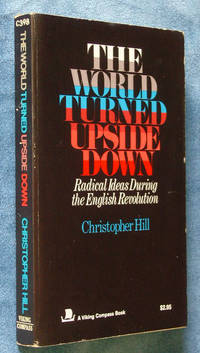 C398
THE WORLD TURNED UPSIDE DOWN
CHRISTOPHER HILL
VIKING
COMPASS
THE
WORLD
TURNED
UPSIDE
DOWN
Radical Ideas During
the English Revolution
Christopher Hill
A Viking Compass Book
$2.95